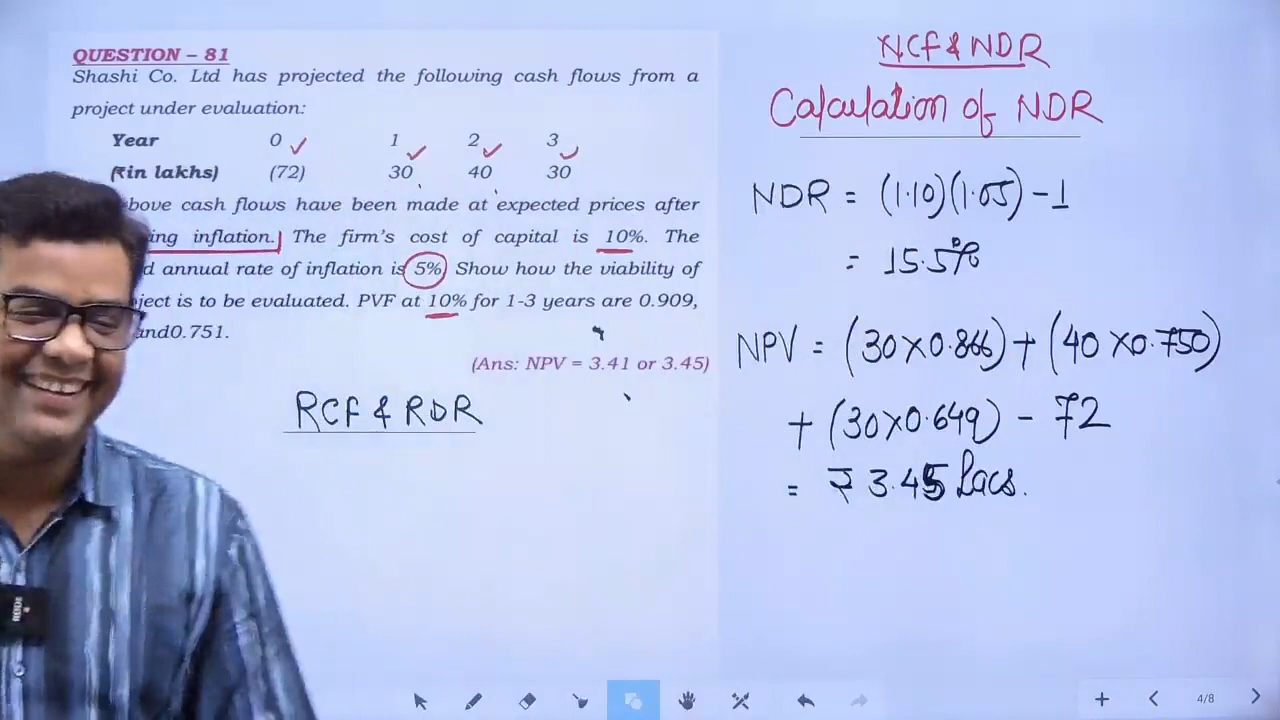 QUESTION – 81
Shashi Co. Ltd has projected the following cash flows from a
project under evaluation:
Year 0 1 2 3
(₹in lakhs) (72) 30 40 30
bove cash flows have been made at expected prices after
ing inflation. The firm's cost of capital is 10%. The
d annual rate of inflation is 5% Show how the viability of
ject is to be evaluated. PVF at 10% for 1-3 years are 0.909,
and0.751.
(Ans: NPV = 3.41 or 3.45)
RCF & RDR
NCF & NDR
Calculation of NDR
NDR = (1.10)(1.05) - 1
= 15.5%
NPV = (30×0.866) + (40×0.750)
+ (30×0.649) - 72
= ₹ 3.45 Lacs.
4/8